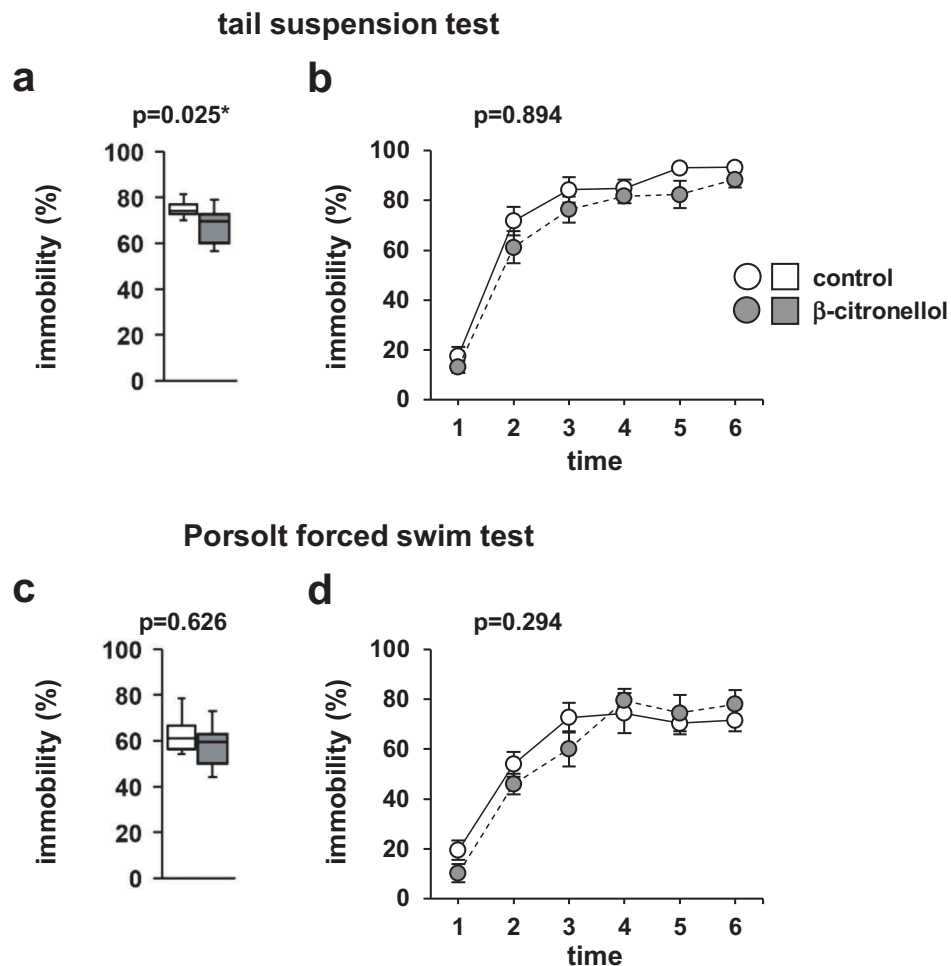 tail suspension test
a
p=0.025*
immobility (%)
100
80
60
40
20
0
b
p=0.894
immobility (%)
100
80
60
40
20
0
1 2 3 4 5 6
time
control
β-citronellol
Porsolt forced swim test
c
p=0.626
immobility (%)
100
80
60
40
20
0
d
p=0.294
immobility (%)
100
80
60
40
20
0
1 2 3 4 5 6
time